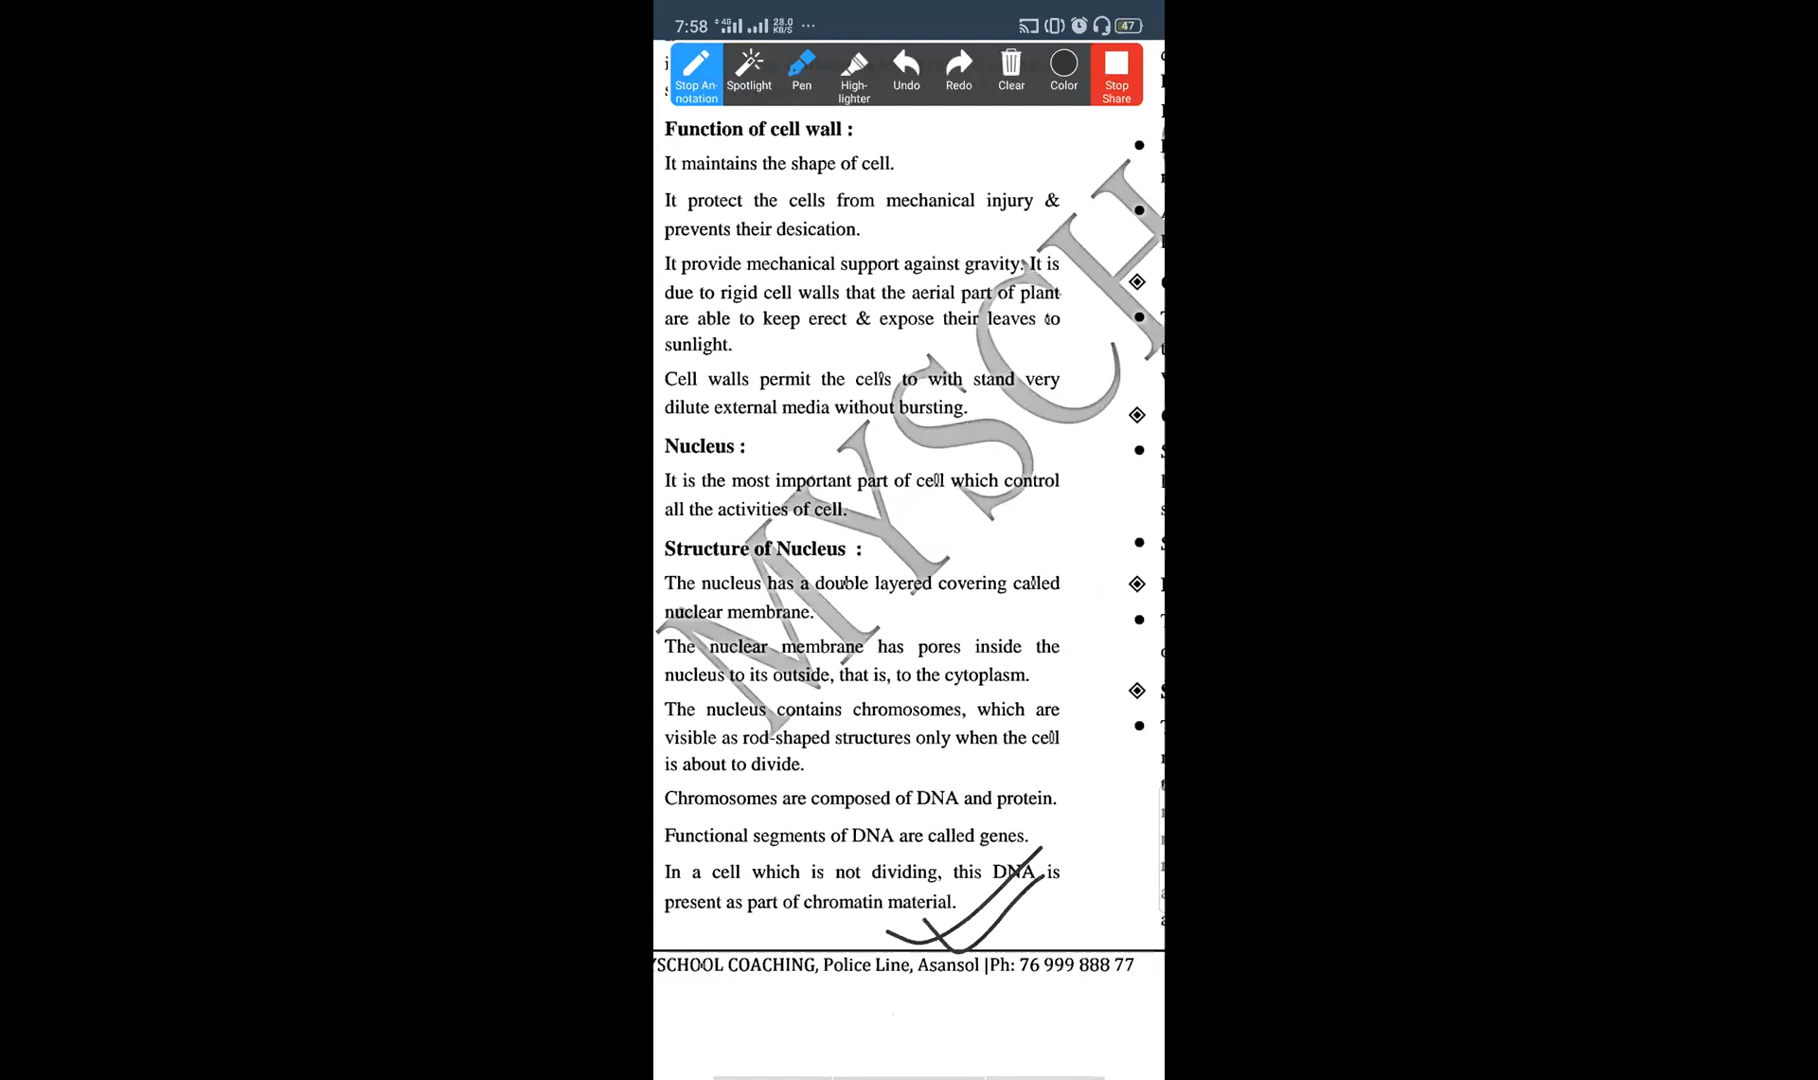 7:58 4G 28.0 KB/S ... 47
Stop An-
notation
Spotlight
Pen
High-
lighter
Undo
Redo
Clear
Color
Stop
Share
Function of cell wall :
It maintains the shape of cell.
It protect the cells from mechanical injury &
prevents their desication.
It provide mechanical support against gravity. It is
due to rigid cell walls that the aerial part of plant
are able to keep erect & expose their leaves to
sunlight.
Cell walls permit the cells to with stand very
dilute external media without bursting.
Nucleus :
It is the most important part of cell which control
all the activities of cell.
Structure of Nucleus :
The nucleus has a double layered covering called
nuclear membrane.
The nuclear membrane has pores inside the
nucleus to its outside, that is, to the cytoplasm.
The nucleus contains chromosomes, which are
visible as rod-shaped structures only when the cell
is about to divide.
Chromosomes are composed of DNA and protein.
Functional segments of DNA are called genes.
In a cell which is not dividing, this DNA is
present as part of chromatin material.
YSCHOOL COACHING, Police Line, Asansol |Ph: 76 999 888 77
MYSCH